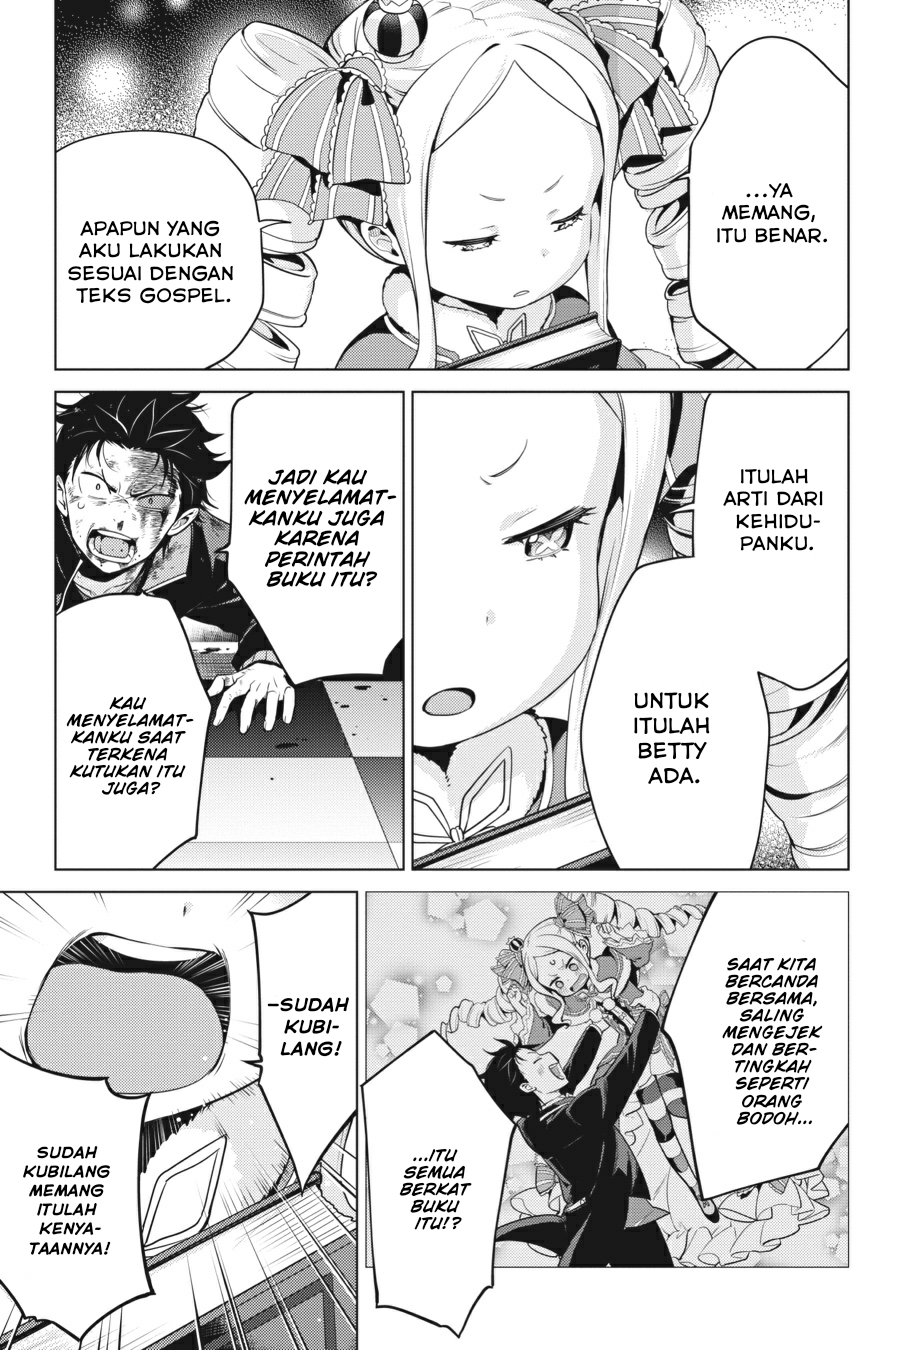 ...YA
MEMANG,
ITU BENAR.
APAPUN YANG
AKU LAKUKAN
SESUAI DENGAN
TEKS GOSPEL.
ITULAH
ARTI DARI
KEHIDU-
PANKU.
UNTUK
ITULAH
BETTY
ADA.
JADI KAU
MENYELAMAT-
KANKU JUGA
KARENA
PERINTAH
BUKU ITU?
KAU
MENYELAMAT-
KANKU SAAT
TERKENA
KUTUKAN ITU
JUGA?
SAAT KITA
BERCANDA
BERSAMA,
SALING
MENGEJEK
DAN BER-
TINGKAH
SEPERTI
ORANG
BODOH...
...ITU
SEMUA
BERKAT
BUKU
ITU!?
–SUDAH
KUBI-
LANG!
SUDAH
KUBILANG
MEMANG
ITULAH
KENYA-
TAANNYA!